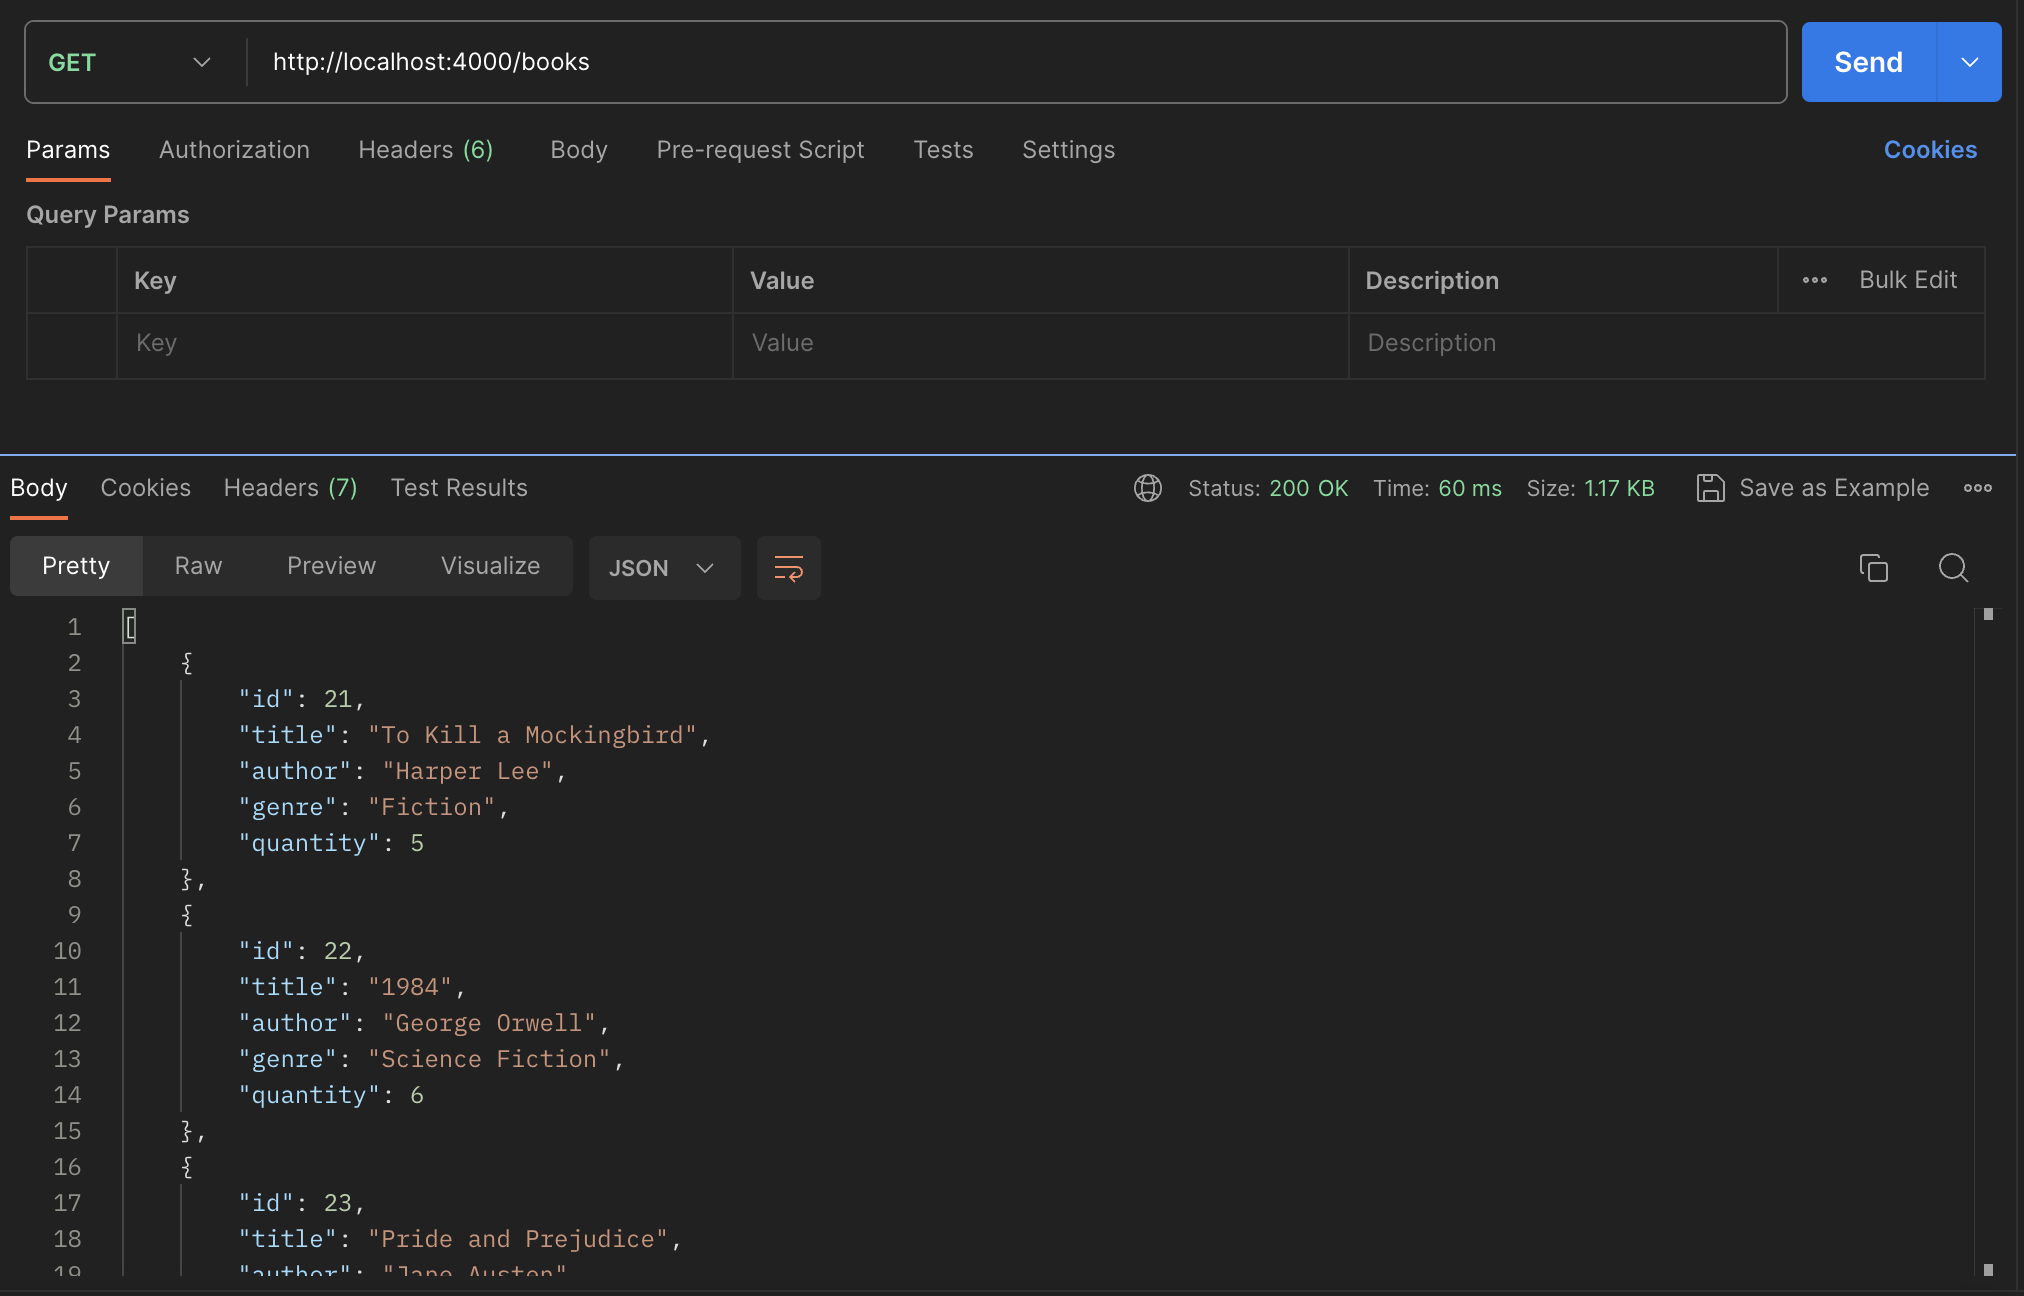 GET http://localhost:4000/books Send
Params Authorization Headers (6) Body Pre-request Script Tests Settings Cookies
Query Params
Key Value Description Bulk Edit
Key Value Description
Body Cookies Headers (7) Test Results Status: 200 OK Time: 60 ms Size: 1.17 KB Save as Example
Pretty Raw Preview Visualize JSON
1 [
2 {
3 "id": 21,
4 "title": "To Kill a Mockingbird",
5 "author": "Harper Lee",
6 "genre": "Fiction",
7 "quantity": 5
8 },
9 {
10 "id": 22,
11 "title": "1984",
12 "author": "George Orwell",
13 "genre": "Science Fiction",
14 "quantity": 6
15 },
16 {
17 "id": 23,
18 "title": "Pride and Prejudice",
19 "author": "Jane Austen"